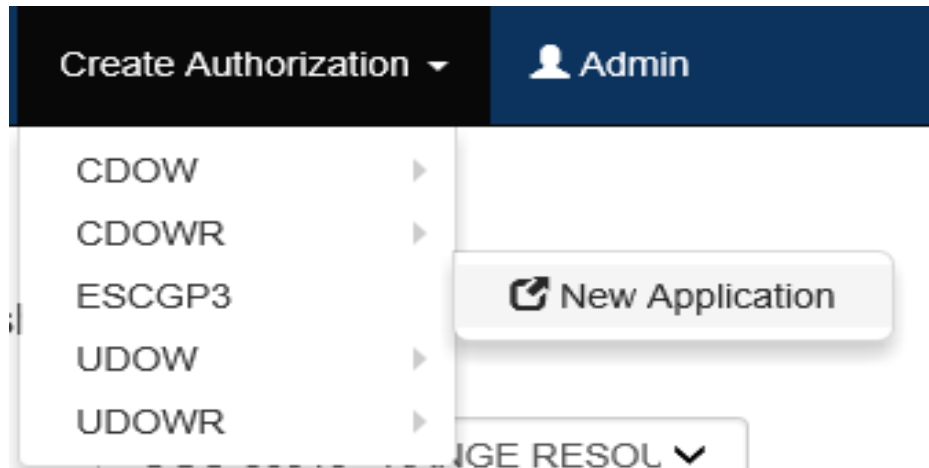 Create Authorization
Admin
CDOW
CDOWR
ESCGP3
New Application
UDOW
UDOWR